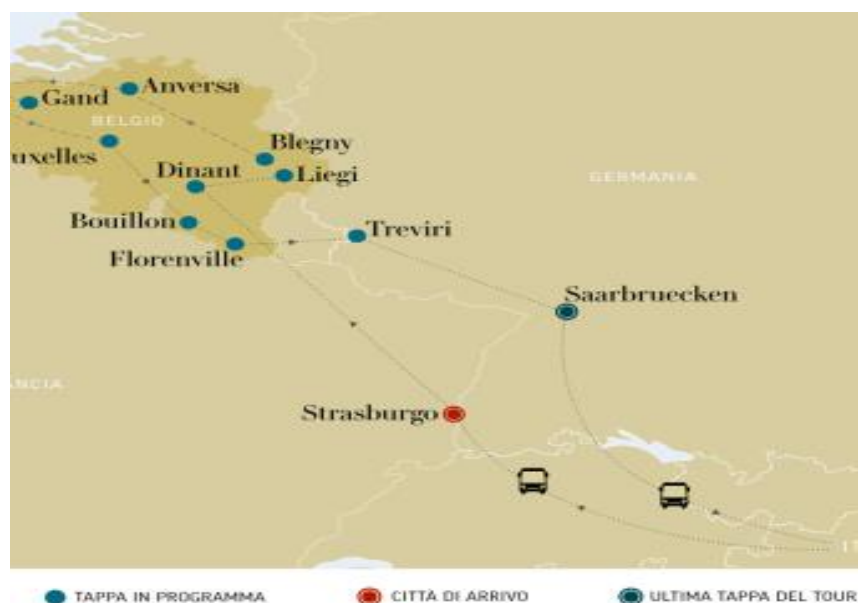 Anversa
Gand
BELGIO
uxelles
Blegny
Dinant
Liegi
GERMANIA
Bouillon
Treviri
Florenville
Saarbruecken
ANCIA
Strasburgo
TAPPA IN PROGRAMMA
CITTÀ DI ARRIVO
ULTIMA TAPPA DEL TOUR